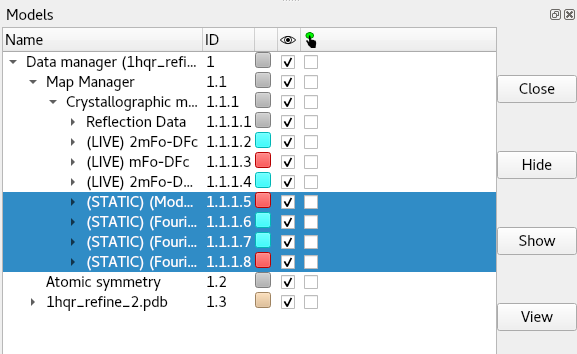 Models
Name ID
Data manager (1hqr_refi... 1
Map Manager 1.1
Crystallographic m... 1.1.1
Reflection Data 1.1.1.1
(LIVE) 2mFo-DFc 1.1.1.2
(LIVE) mFo-DFc 1.1.1.3
(LIVE) 2mFo-D... 1.1.1.4
(STATIC) (Mod... 1.1.1.5
(STATIC) (Fouri... 1.1.1.6
(STATIC) (Fouri... 1.1.1.7
(STATIC) (Fouri... 1.1.1.8
Atomic symmetry 1.2
1hqr_refine_2.pdb 1.3
Close
Hide
Show
View